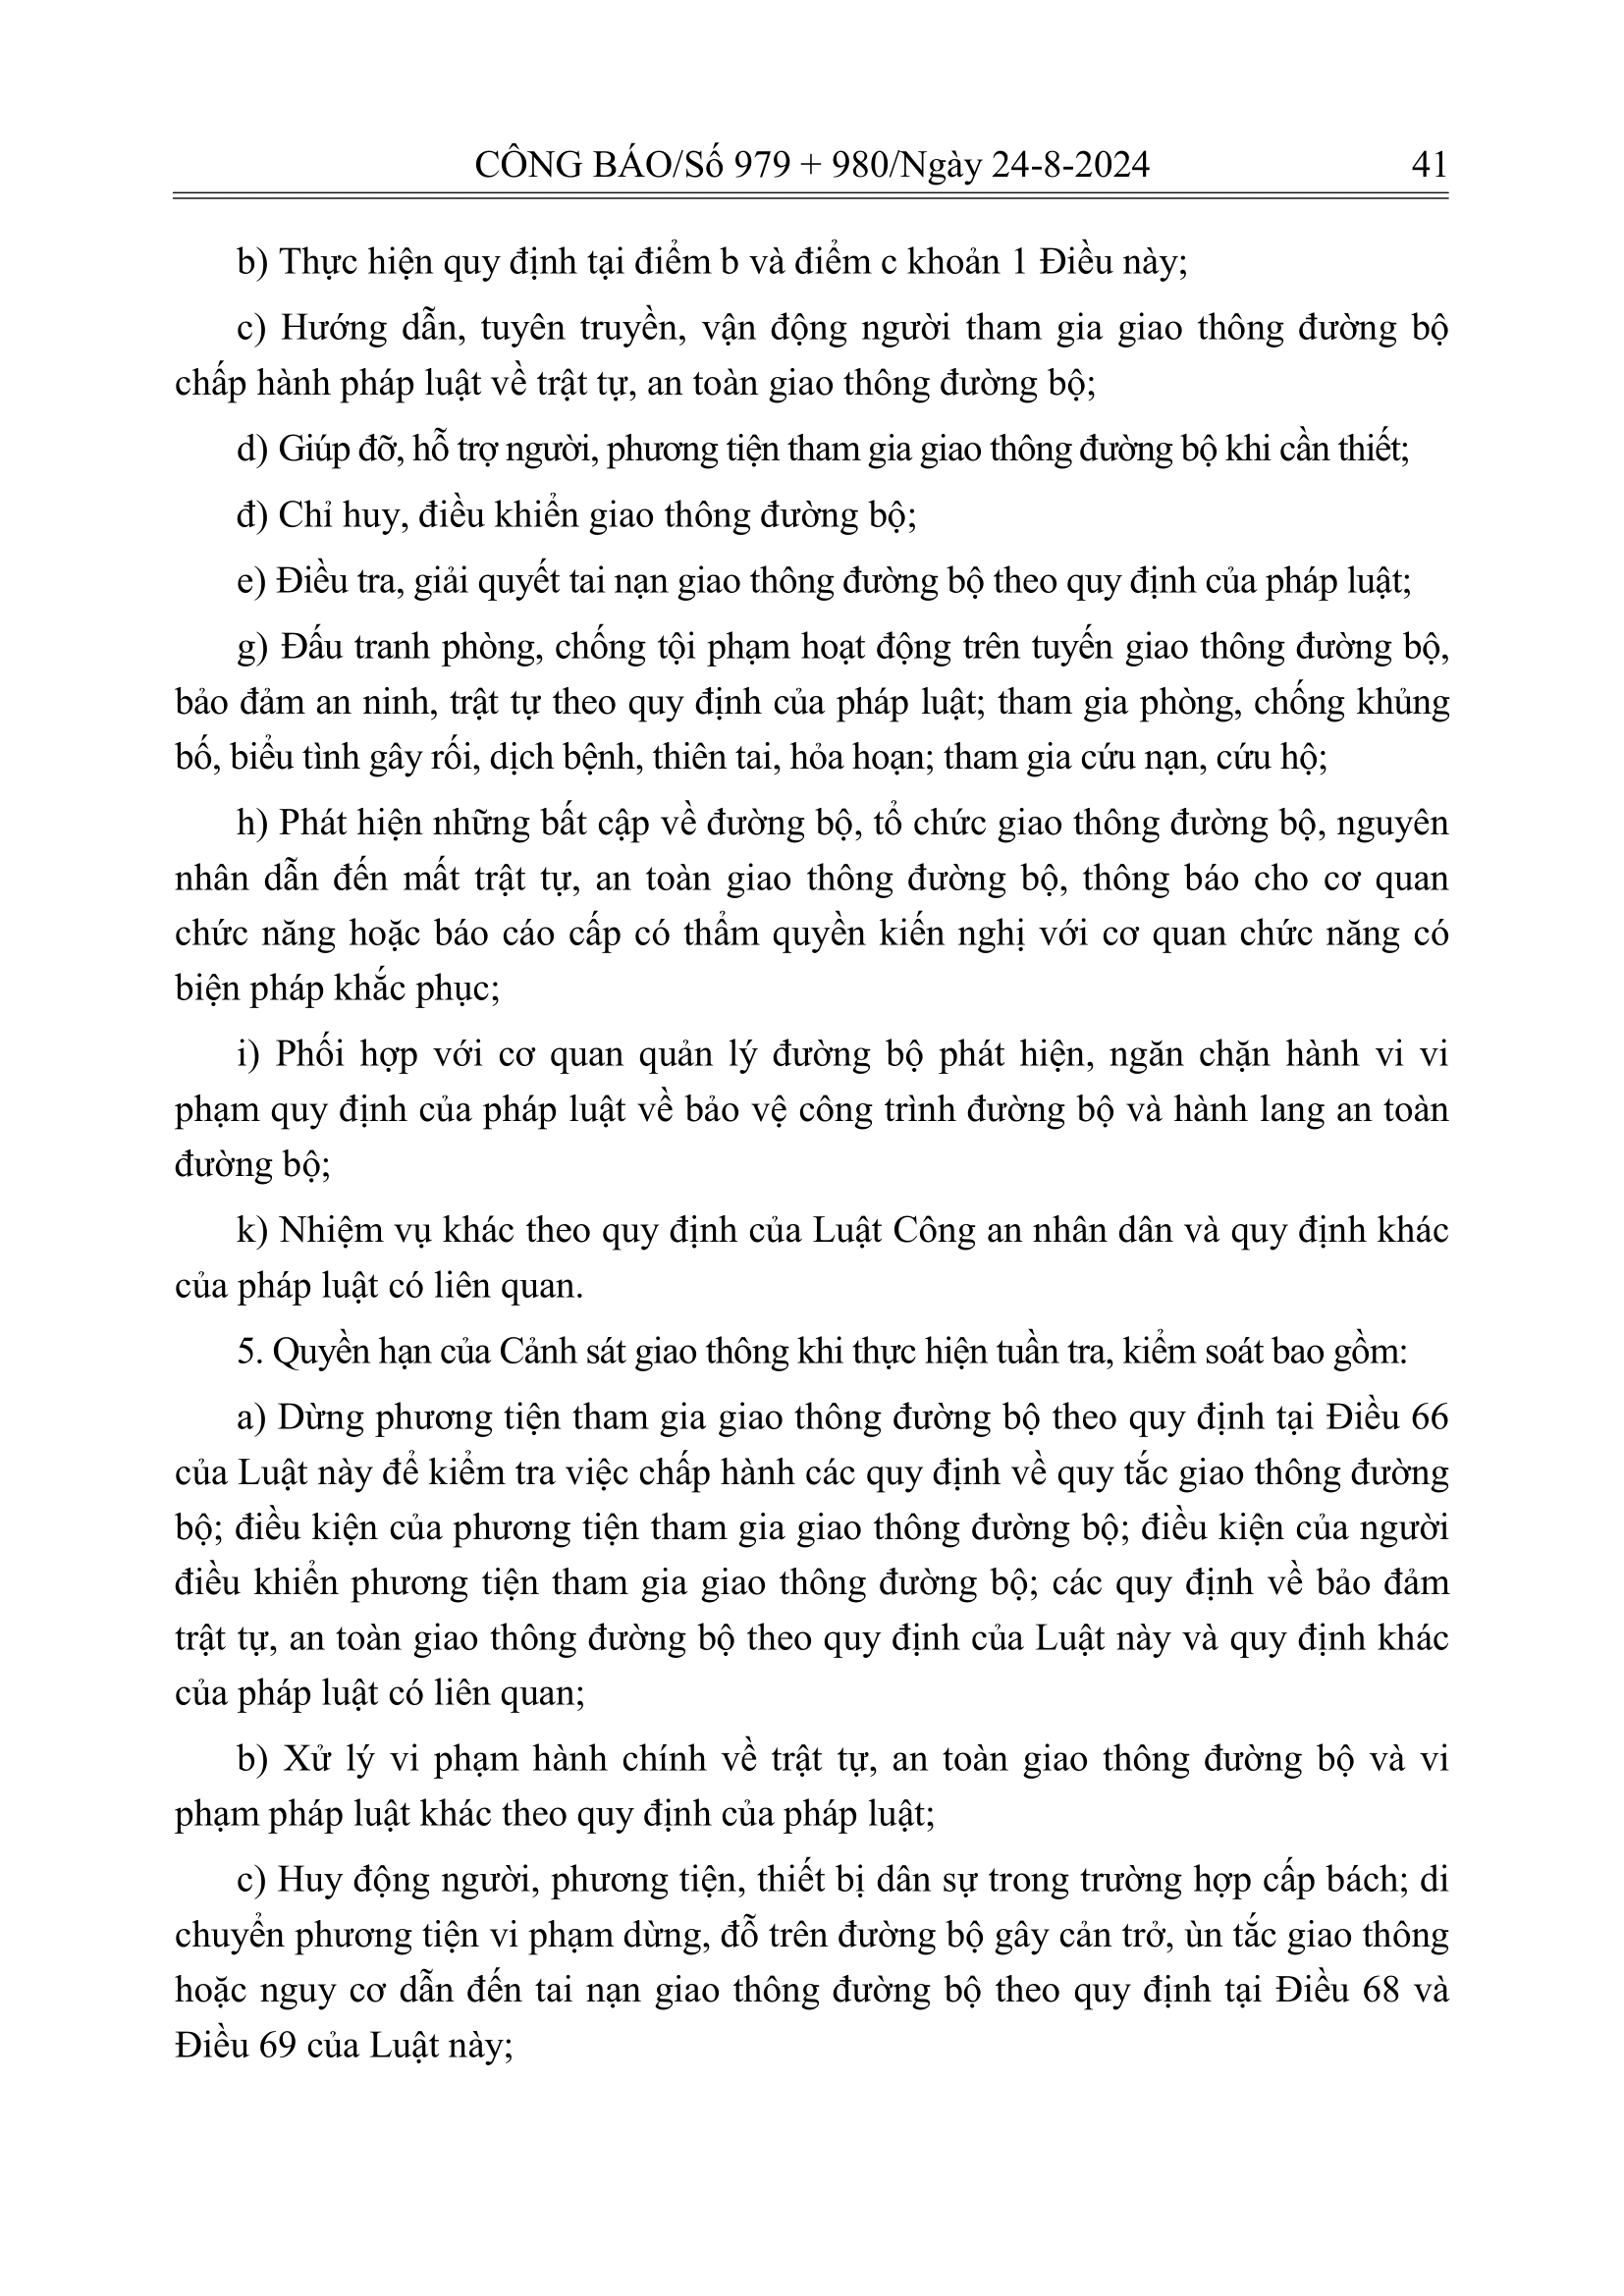 CÔNG BÁO/Số 979 + 980/Ngày 24-8-2024 41
b) Thực hiện quy định tại điểm b và điểm c khoản 1 Điều này;
c) Hướng dẫn, tuyên truyền, vận động người tham gia giao thông đường bộ
chấp hành pháp luật về trật tự, an toàn giao thông đường bộ;
d) Giúp đỡ, hỗ trợ người, phương tiện tham gia giao thông đường bộ khi cần thiết;
đ) Chỉ huy, điều khiển giao thông đường bộ;
e) Điều tra, giải quyết tai nạn giao thông đường bộ theo quy định của pháp luật;
g) Đấu tranh phòng, chống tội phạm hoạt động trên tuyến giao thông đường bộ,
bảo đảm an ninh, trật tự theo quy định của pháp luật; tham gia phòng, chống khủng
bố, biểu tình gây rối, dịch bệnh, thiên tai, hỏa hoạn; tham gia cứu nạn, cứu hộ;
h) Phát hiện những bất cập về đường bộ, tổ chức giao thông đường bộ, nguyên
nhân dẫn đến mất trật tự, an toàn giao thông đường bộ, thông báo cho cơ quan
chức năng hoặc báo cáo cấp có thẩm quyền kiến nghị với cơ quan chức năng có
biện pháp khắc phục;
i) Phối hợp với cơ quan quản lý đường bộ phát hiện, ngăn chặn hành vi vi
phạm quy định của pháp luật về bảo vệ công trình đường bộ và hành lang an toàn
đường bộ;
k) Nhiệm vụ khác theo quy định của Luật Công an nhân dân và quy định khác
của pháp luật có liên quan.
5. Quyền hạn của Cảnh sát giao thông khi thực hiện tuần tra, kiểm soát bao gồm:
a) Dừng phương tiện tham gia giao thông đường bộ theo quy định tại Điều 66
của Luật này để kiểm tra việc chấp hành các quy định về quy tắc giao thông đường
bộ; điều kiện của phương tiện tham gia giao thông đường bộ; điều kiện của người
điều khiển phương tiện tham gia giao thông đường bộ; các quy định về bảo đảm
trật tự, an toàn giao thông đường bộ theo quy định của Luật này và quy định khác
của pháp luật có liên quan;
b) Xử lý vi phạm hành chính về trật tự, an toàn giao thông đường bộ và vi
phạm pháp luật khác theo quy định của pháp luật;
c) Huy động người, phương tiện, thiết bị dân sự trong trường hợp cấp bách; di
chuyển phương tiện vi phạm dừng, đỗ trên đường bộ gây cản trở, ùn tắc giao thông
hoặc nguy cơ dẫn đến tai nạn giao thông đường bộ theo quy định tại Điều 68 và
Điều 69 của Luật này;